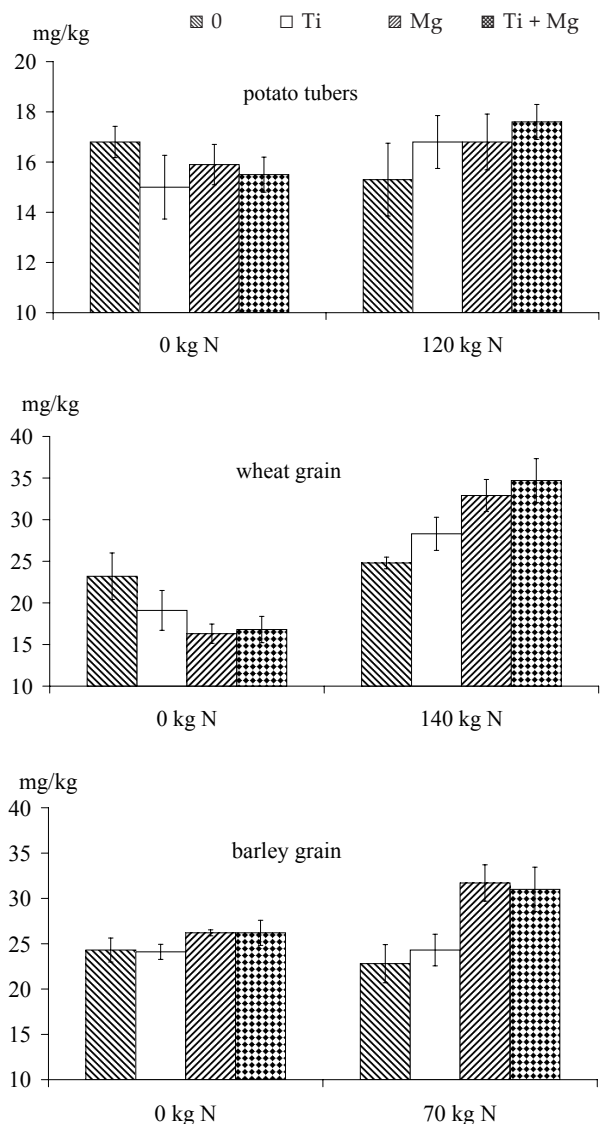 0 Ti Mg Ti + Mg
mg/kg
20
potato tubers
18
16
14
12
10
0 kg N 120 kg N
mg/kg
40
35
wheat grain
30
25
20
15
10
0 kg N 140 kg N
mg/kg
40
35
barley grain
30
25
20
15
10
0 kg N 70 kg N